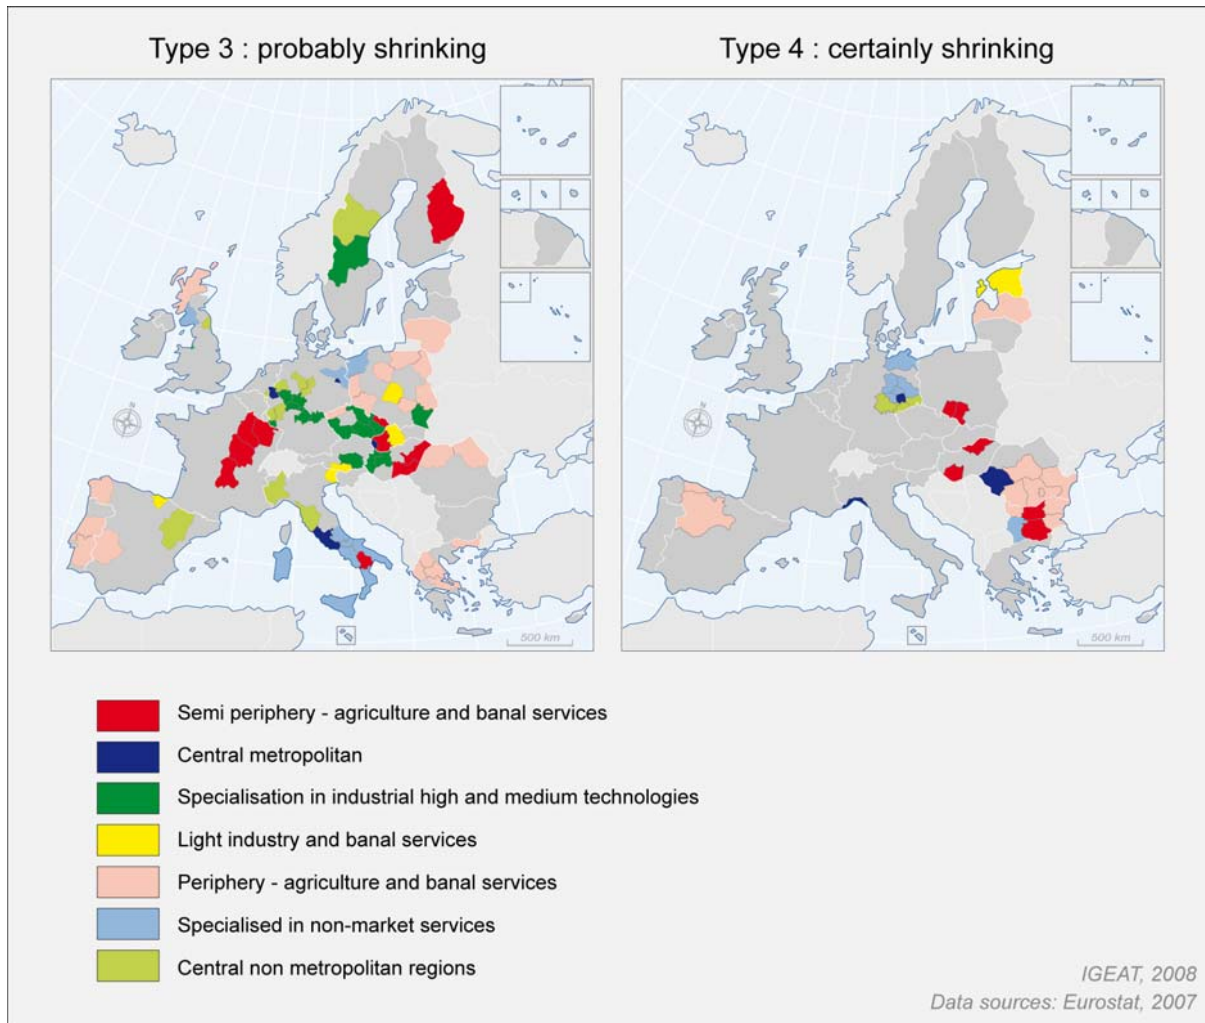 Type 3 : probably shrinking
Type 4 : certainly shrinking
500 km
500 km
Semi periphery - agriculture and banal services
Central metropolitan
Specialisation in industrial high and medium technologies
Light industry and banal services
Periphery - agriculture and banal services
Specialised in non-market services
Central non metropolitan regions
IGEAT, 2008
Data sources: Eurostat, 2007